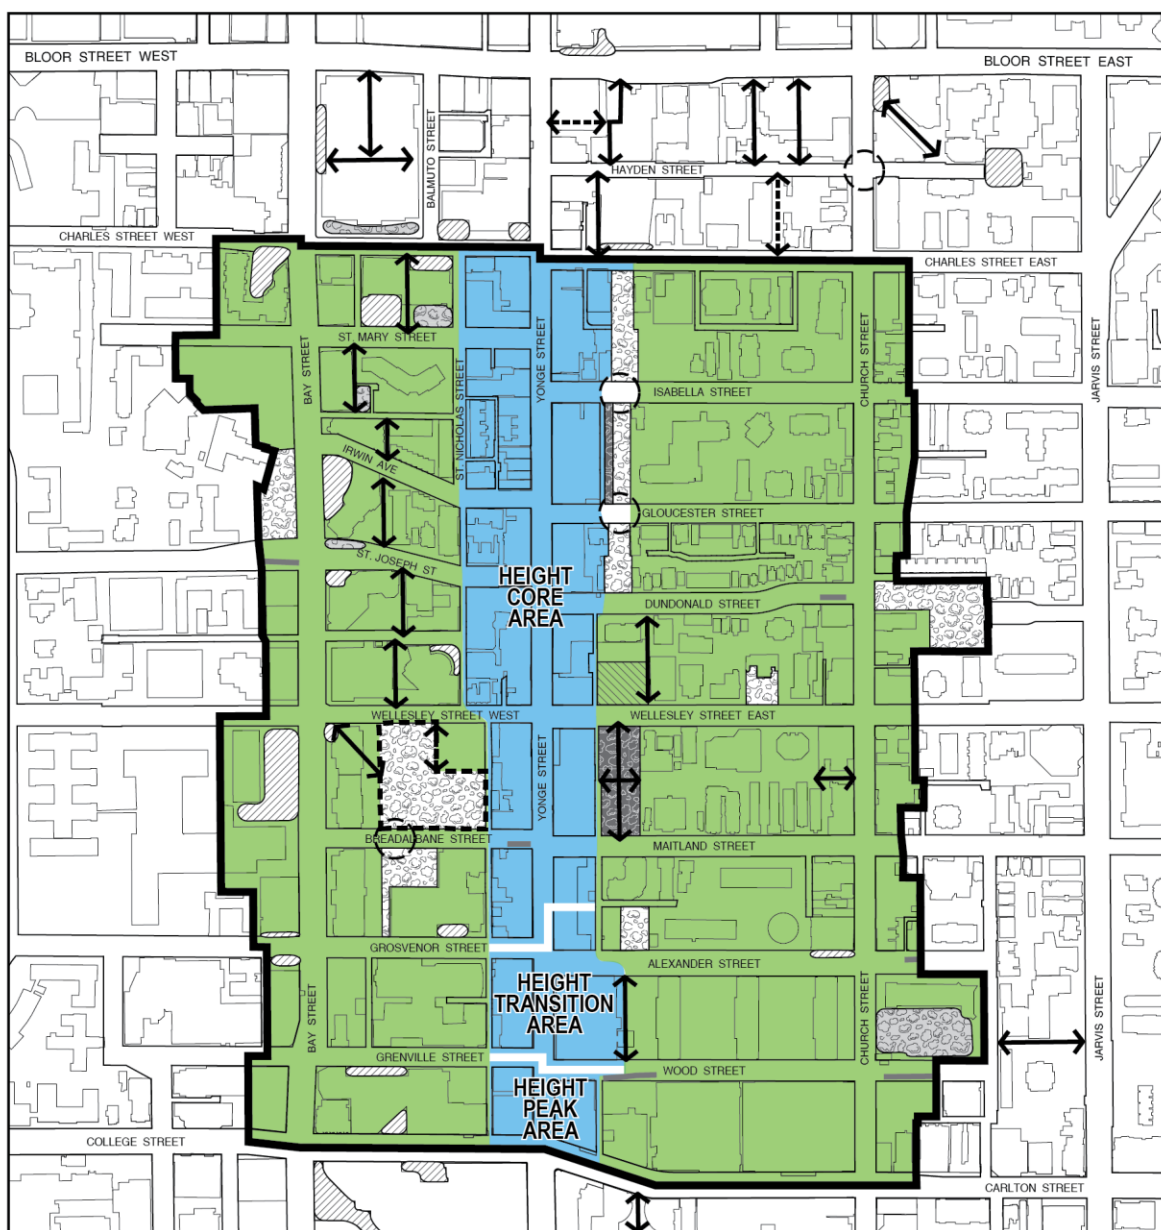 BLOOR STREET WEST
BLOOR STREET EAST
BALMUTO STREET
HAYDEN STREET
CHARLES STREET WEST
CHARLES STREET EAST
ST. MARY STREET
BAY STREET
ST. NICHOLAS STREET
YONGE STREET
ISABELLA STREET
CHURCH STREET
JARVIS STREET
IRWIN AVE
GLOUCESTER STREET
ST. JOSEPH ST
HEIGHT
CORE
AREA
DUNDONALD STREET
WELLESLEY STREET WEST
WELLESLEY STREET EAST
YONGE STREET
BREADALBANE STREET
MAITLAND STREET
GROSVENOR STREET
ALEXANDER STREET
HEIGHT
TRANSITION
AREA
BAY STREET
CHURCH STREET
JARVIS STREET
GRENVILLE STREET
WOOD STREET
HEIGHT
PEAK
AREA
COLLEGE STREET
CARLTON STREET